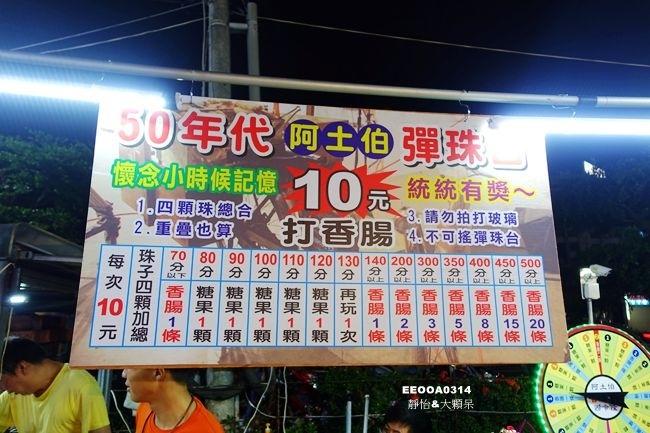 50年代 阿土伯 彈珠台
懷念小時候記憶 10元 統統有獎～
1.四顆珠總合 3.請勿拍打玻璃
2.重疊也算 打香腸 4.不可搖彈珠台
每次10元
珠子四顆加總
70分以下 香腸1條
80分 糖果1顆
90分 糖果1顆
100分 糖果1顆
110分 糖果1顆
120分 糖果1顆
130分 再玩1次
140分以上 香腸1條
200分以上 香腸2條
300分以上 香腸3條
350分以上 香腸5條
400分以上 香腸8條
450分以上 香腸15條
500分以上 香腸20條
阿土伯
EEOOA0314
靜怡&大顆呆